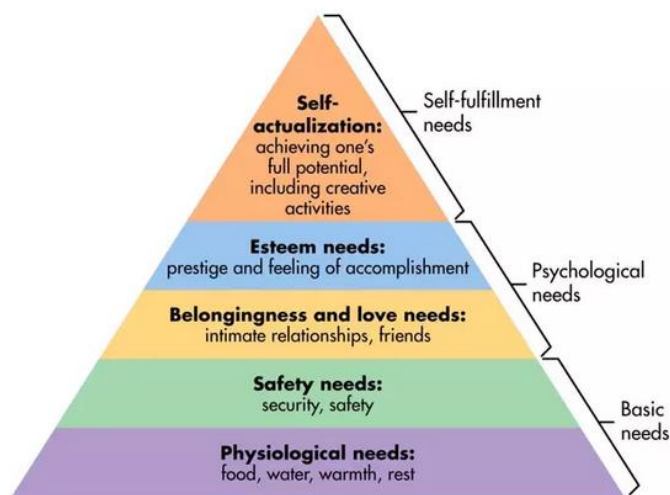 Self-
actualization:
achieving one's
full potential,
including creative
activities
Self-fulfillment
needs
Esteem needs:
prestige and feeling of accomplishment
Psychological
needs
Belongingness and love needs:
intimate relationships, friends
Safety needs:
security, safety
Basic
needs
Physiological needs:
food, water, warmth, rest